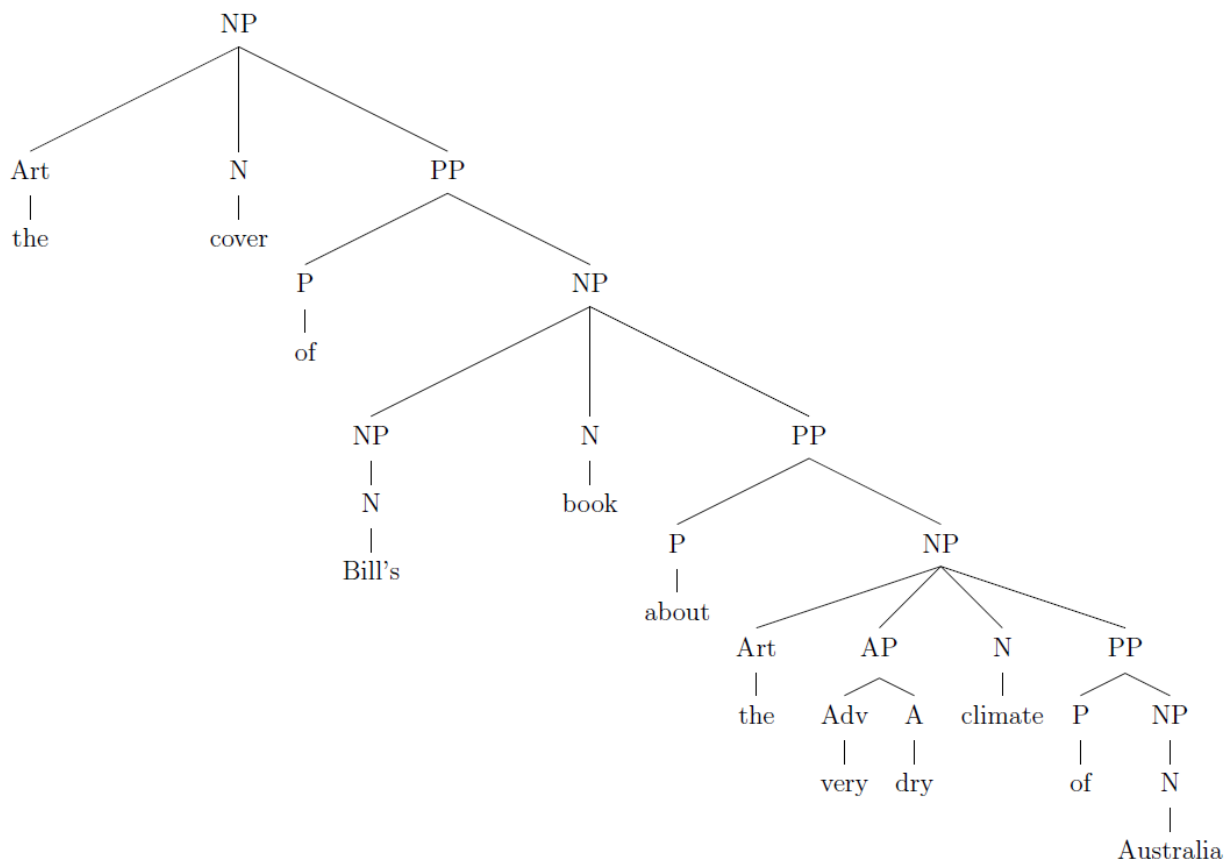 NP
Art N PP
the cover
P NP
of
NP N PP
N book
P NP
Bill's
about
Art AP N PP
the Adv A climate P NP
very dry of N
Australia